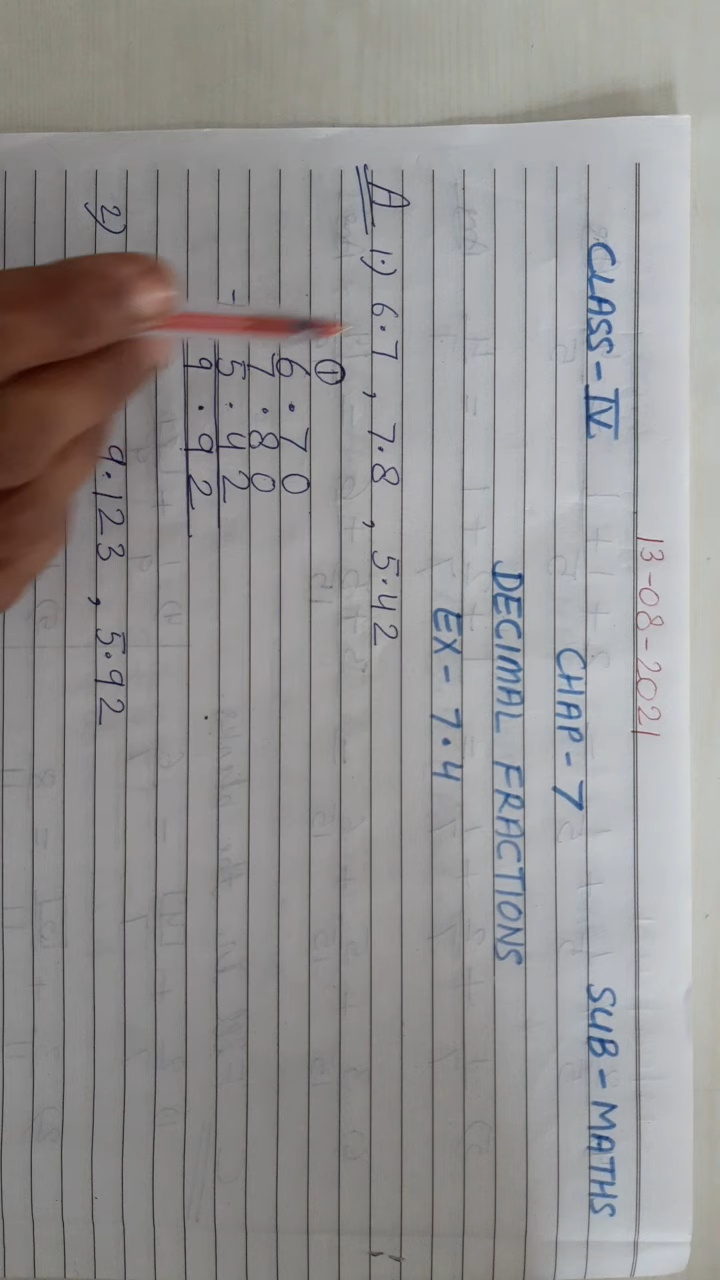 13-08-2021
CLASS-IV CHAP-7 SUB-MATHS
DECIMAL FRACTIONS
EX-7.4
A 1.) 6.7, 7.8, 5.42
1
6.70
7.80
- 5.42
9.92
2) 9.123, 5.92